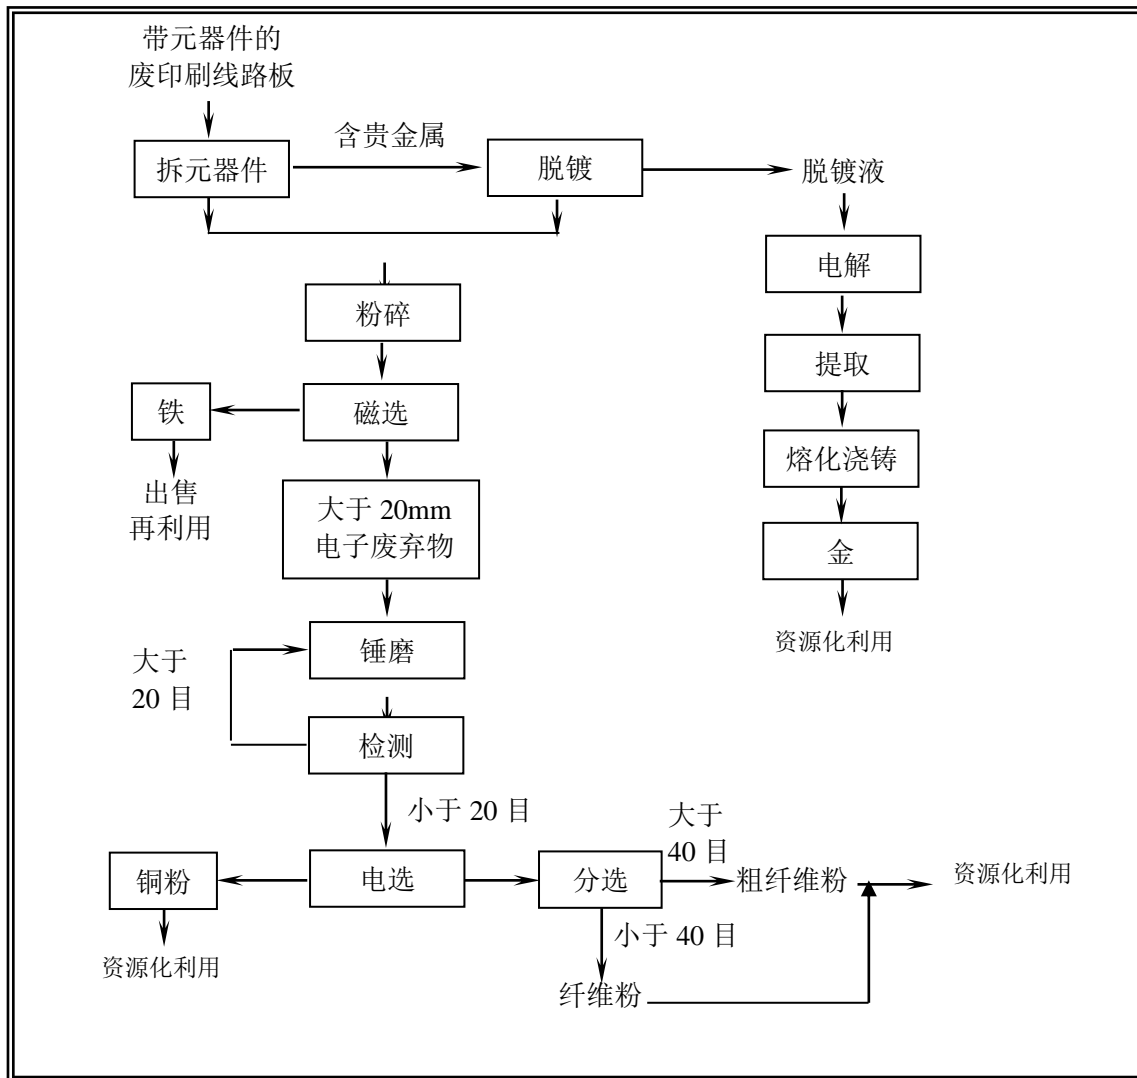 带元器件的
废印刷线路板
含贵金属
拆元器件
脱镀
脱镀液
电解
粉碎
提取
铁
磁选
熔化浇铸
出售
再利用
大于 20mm
电子废弃物
金
资源化利用
锤磨
大于
20 目
检测
小于 20 目
大于
40 目
铜粉
电选
分选
粗纤维粉
资源化利用
小于 40 目
资源化利用
纤维粉